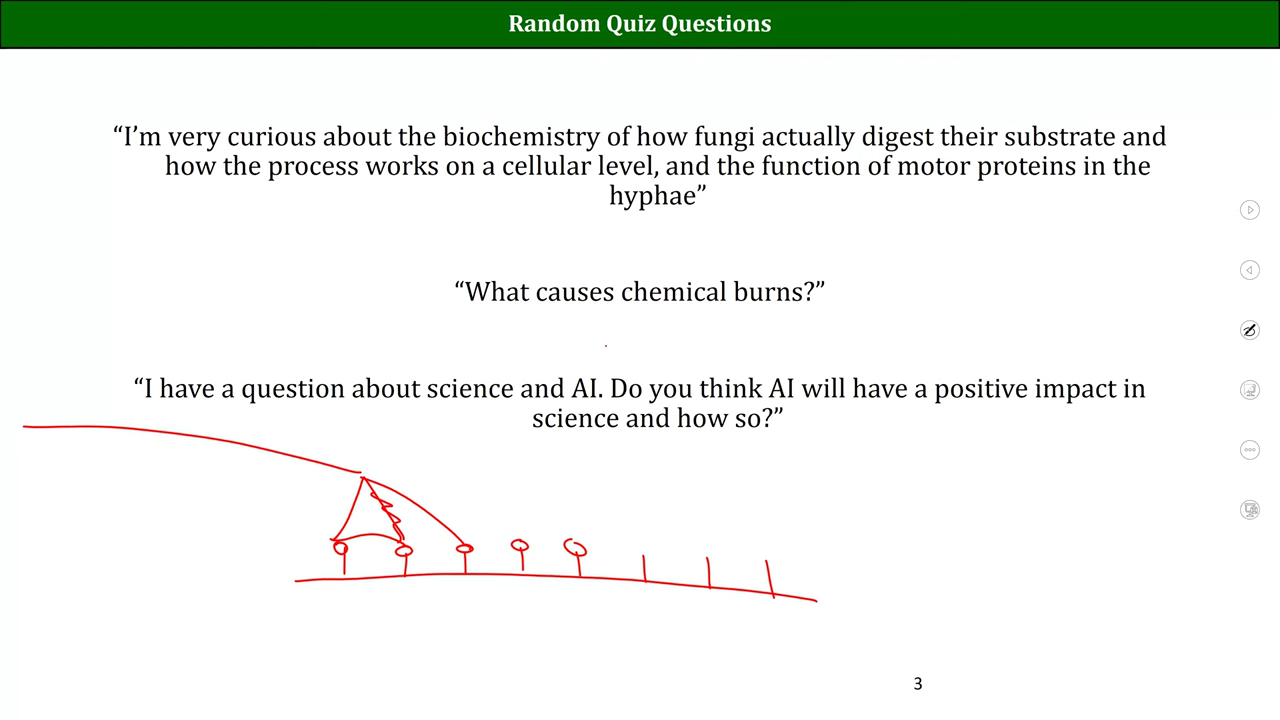 Random Quiz Questions
“I’m very curious about the biochemistry of how fungi actually digest their substrate and
how the process works on a cellular level, and the function of motor proteins in the
hyphae”
“What causes chemical burns?”
“I have a question about science and AI. Do you think AI will have a positive impact in
science and how so?”
3